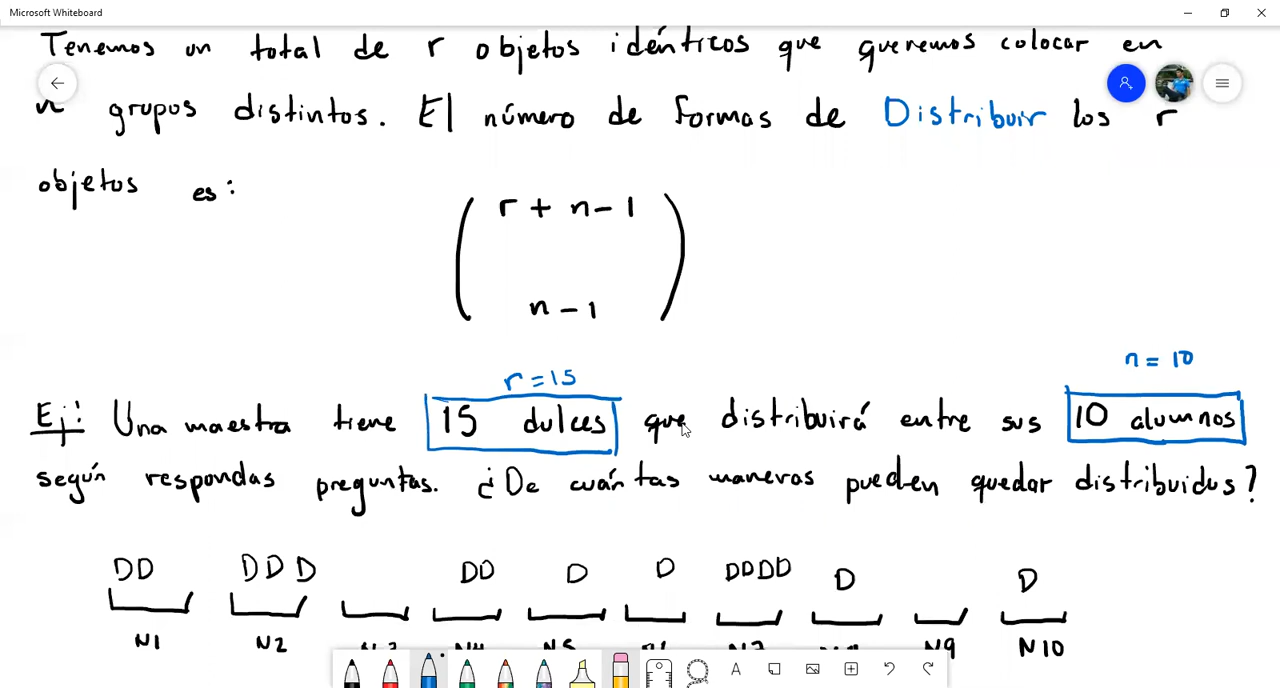 Microsoft Whiteboard
Tenemos un total de r objetos idénticos que queremos colocar en
n grupos distintos. El número de formas de Distribuir los r
objetos es:
r + n - 1
n - 1
n = 10
r = 15
Ej: Una maestra tiene 15 dulces que distribuirá entre sus 10 alumnos
según respondas preguntas. ¿De cuántas maneras pueden quedar distribuidos?
DD DDD DD D D DDDD D D
N1 N2 N9 N10
A